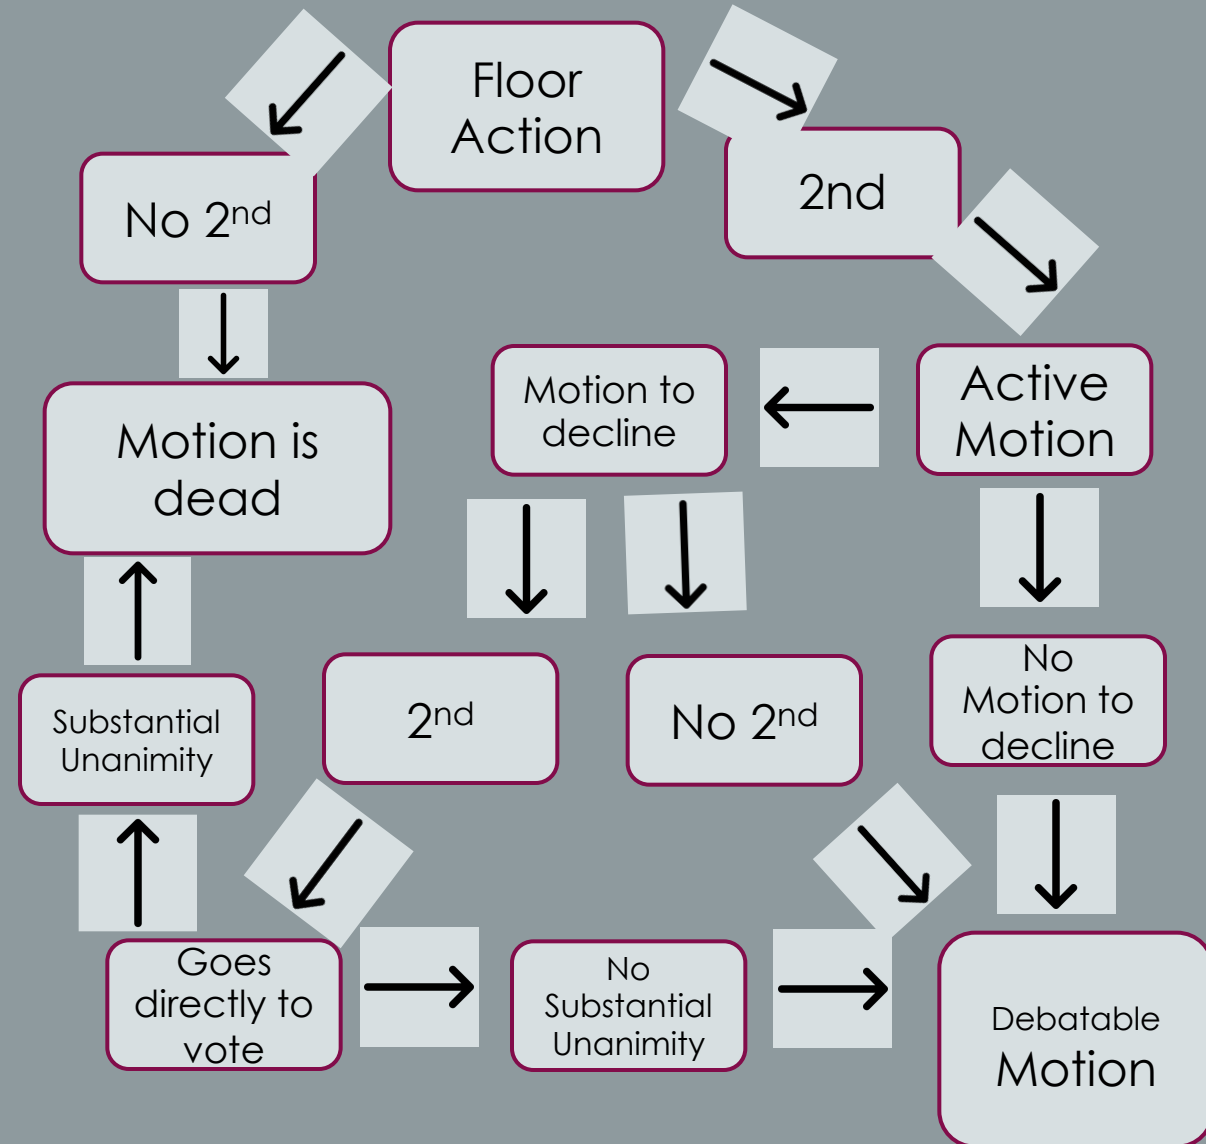 Floor
Action
No 2nd
2nd
Motion to
decline
Active
Motion
Motion is
dead
2nd
No 2nd
No
Motion to
decline
Substantial
Unanimity
Goes
directly to
vote
No
Substantial
Unanimity
Debatable
Motion